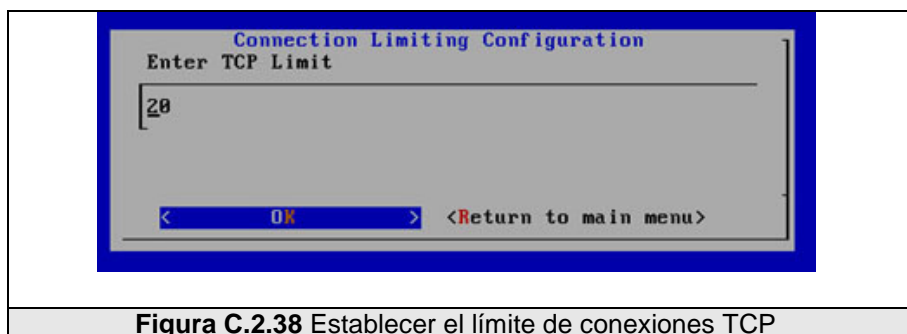 Connection Limiting Configuration
Enter TCP Limit
20
< OK > <Return to main menu>
Figura C.2.38 Establecer el límite de conexiones TCP